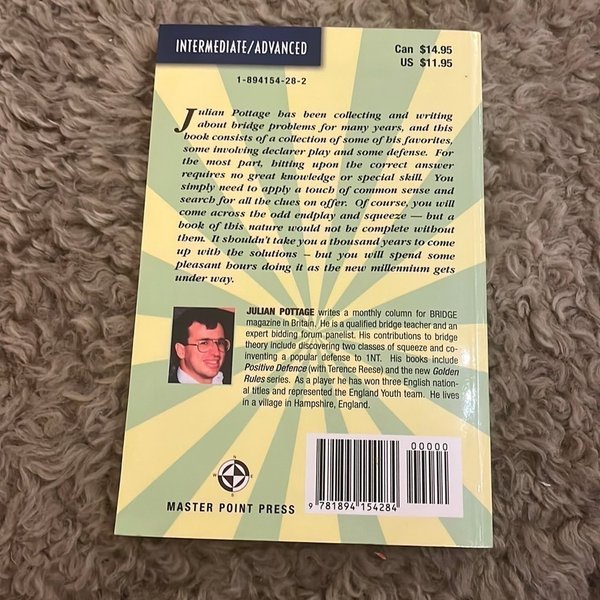 INTERMEDIATE/ADVANCED
Can $14.95
US $11.95
1-894154-28-2
Julian Pottage has been collecting and writing
about bridge problems for many years, and this
book consists of a collection of some of his favorites,
some involving declarer play and some defense. For
the most part, hitting upon the correct answer
requires no great knowledge or special skill. You
simply need to apply a touch of common sense and
search for all the clues on offer. Of course, you will
come across the odd endplay and squeeze — but a
book of this nature would not be complete without
them. It shouldn't take you a thousand years to come
up with the solutions – but you will spend some
pleasant hours doing it as the new millennium gets
under way.
JULIAN POTTAGE writes a monthly column for BRIDGE
magazine in Britain. He is a qualified bridge teacher and an
expert bidding forum panelist. His contributions to bridge
theory include discovering two classes of squeeze and co-
inventing a popular defense to 1NT. His books include
Positive Defence (with Terence Reese) and the new Golden
Rules series. As a player he has won three English nation-
al titles and represented the England Youth team. He lives
in a village in Hampshire, England.
N
W E
S
MASTER POINT PRESS
00000
9 781894 154284